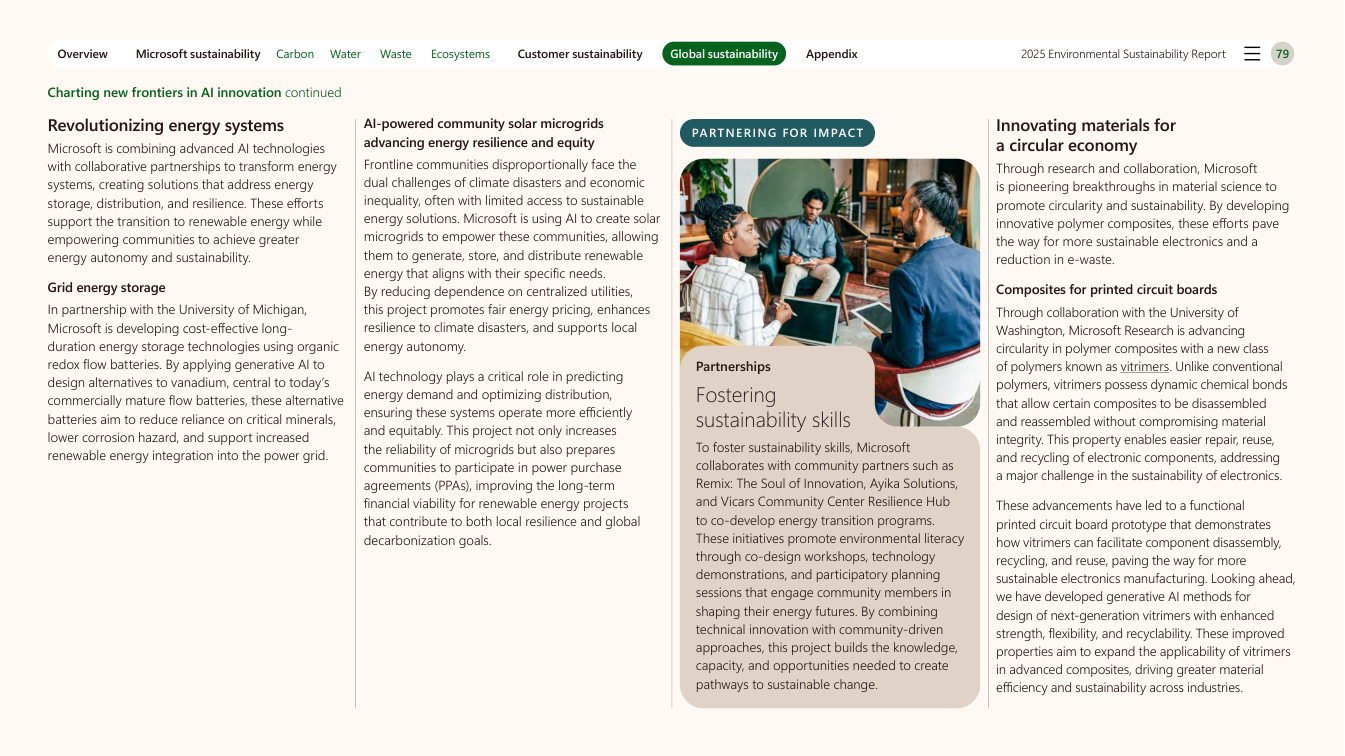 Overview Microsoft sustainability Carbon Water Waste Ecosystems Customer sustainability Global sustainability Appendix 2025 Environmental Sustainability Report 79
Charting new frontiers in AI innovation continued
Revolutionizing energy systems
Microsoft is combining advanced AI technologies
with collaborative partnerships to transform energy
systems, creating solutions that address energy
storage, distribution, and resilience. These efforts
support the transition to renewable energy while
empowering communities to achieve greater
energy autonomy and sustainability.
Grid energy storage
In partnership with the University of Michigan,
Microsoft is developing cost-effective long-
duration energy storage technologies using organic
redox flow batteries. By applying generative AI to
design alternatives to vanadium, central to today's
commercially mature flow batteries, these alternative
batteries aim to reduce reliance on critical minerals,
lower corrosion hazard, and support increased
renewable energy integration into the power grid.
AI-powered community solar microgrids
advancing energy resilience and equity
Frontline communities disproportionally face the
dual challenges of climate disasters and economic
inequality, often with limited access to sustainable
energy solutions. Microsoft is using AI to create solar
microgrids to empower these communities, allowing
them to generate, store, and distribute renewable
energy that aligns with their specific needs.
By reducing dependence on centralized utilities,
this project promotes fair energy pricing, enhances
resilience to climate disasters, and supports local
energy autonomy.
AI technology plays a critical role in predicting
energy demand and optimizing distribution,
ensuring these systems operate more efficiently
and equitably. This project not only increases
the reliability of microgrids but also prepares
communities to participate in power purchase
agreements (PPAs), improving the long-term
financial viability for renewable energy projects
that contribute to both local resilience and global
decarbonization goals.
PARTNERING FOR IMPACT
Partnerships
Fostering
sustainability skills
To foster sustainability skills, Microsoft
collaborates with community partners such as
Remix: The Soul of Innovation, Ayika Solutions,
and Vicars Community Center Resilience Hub
to co-develop energy transition programs.
These initiatives promote environmental literacy
through co-design workshops, technology
demonstrations, and participatory planning
sessions that engage community members in
shaping their energy futures. By combining
technical innovation with community-driven
approaches, this project builds the knowledge,
capacity, and opportunities needed to create
pathways to sustainable change.
Innovating materials for
a circular economy
Through research and collaboration, Microsoft
is pioneering breakthroughs in material science to
promote circularity and sustainability. By developing
innovative polymer composites, these efforts pave
the way for more sustainable electronics and a
reduction in e-waste.
Composites for printed circuit boards
Through collaboration with the University of
Washington, Microsoft Research is advancing
circularity in polymer composites with a new class
of polymers known as vitrimers. Unlike conventional
polymers, vitrimers possess dynamic chemical bonds
that allow certain composites to be disassembled
and reassembled without compromising material
integrity. This property enables easier repair, reuse,
and recycling of electronic components, addressing
a major challenge in the sustainability of electronics.
These advancements have led to a functional
printed circuit board prototype that demonstrates
how vitrimers can facilitate component disassembly,
recycling, and reuse, paving the way for more
sustainable electronics manufacturing. Looking ahead,
we have developed generative AI methods for
design of next-generation vitrimers with enhanced
strength, flexibility, and recyclability. These improved
properties aim to expand the applicability of vitrimers
in advanced composites, driving greater material
efficiency and sustainability across industries.